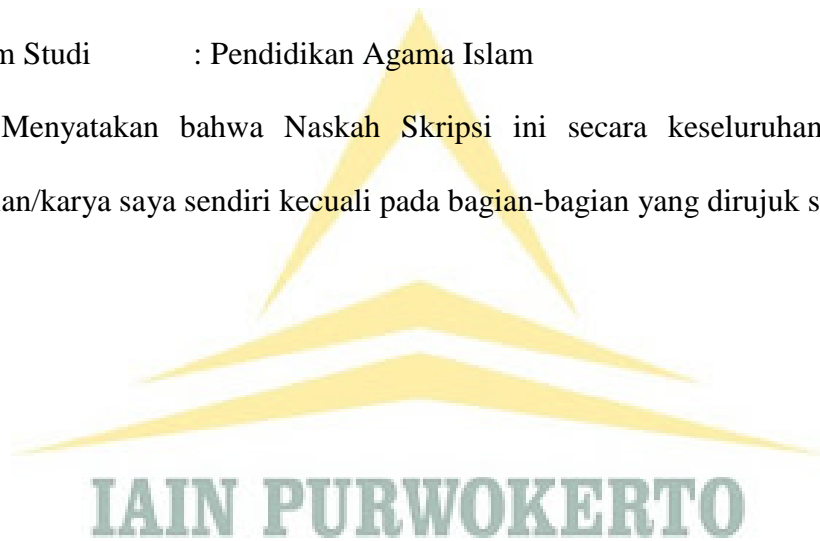 m Studi : Pendidikan Agama Islam
Menyatakan bahwa Naskah Skripsi ini secara keseluruhan
an/karya saya sendiri kecuali pada bagian-bagian yang dirujuk s
IAIN PURWOKERTO